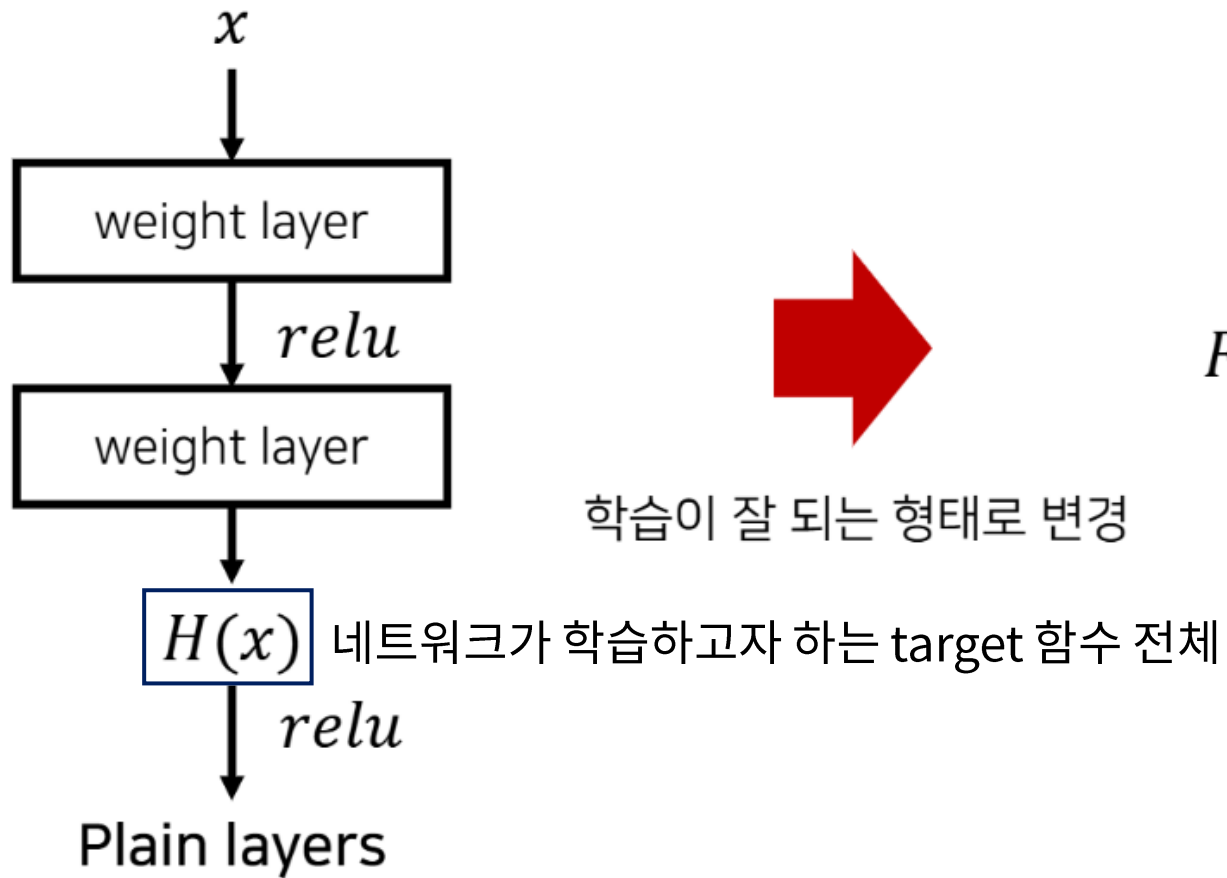 x
weight layer
relu
weight layer
학습이 잘 되는 형태로 변경
H(x) 네트워크가 학습하고자 하는 target 함수 전체
relu
Plain layers